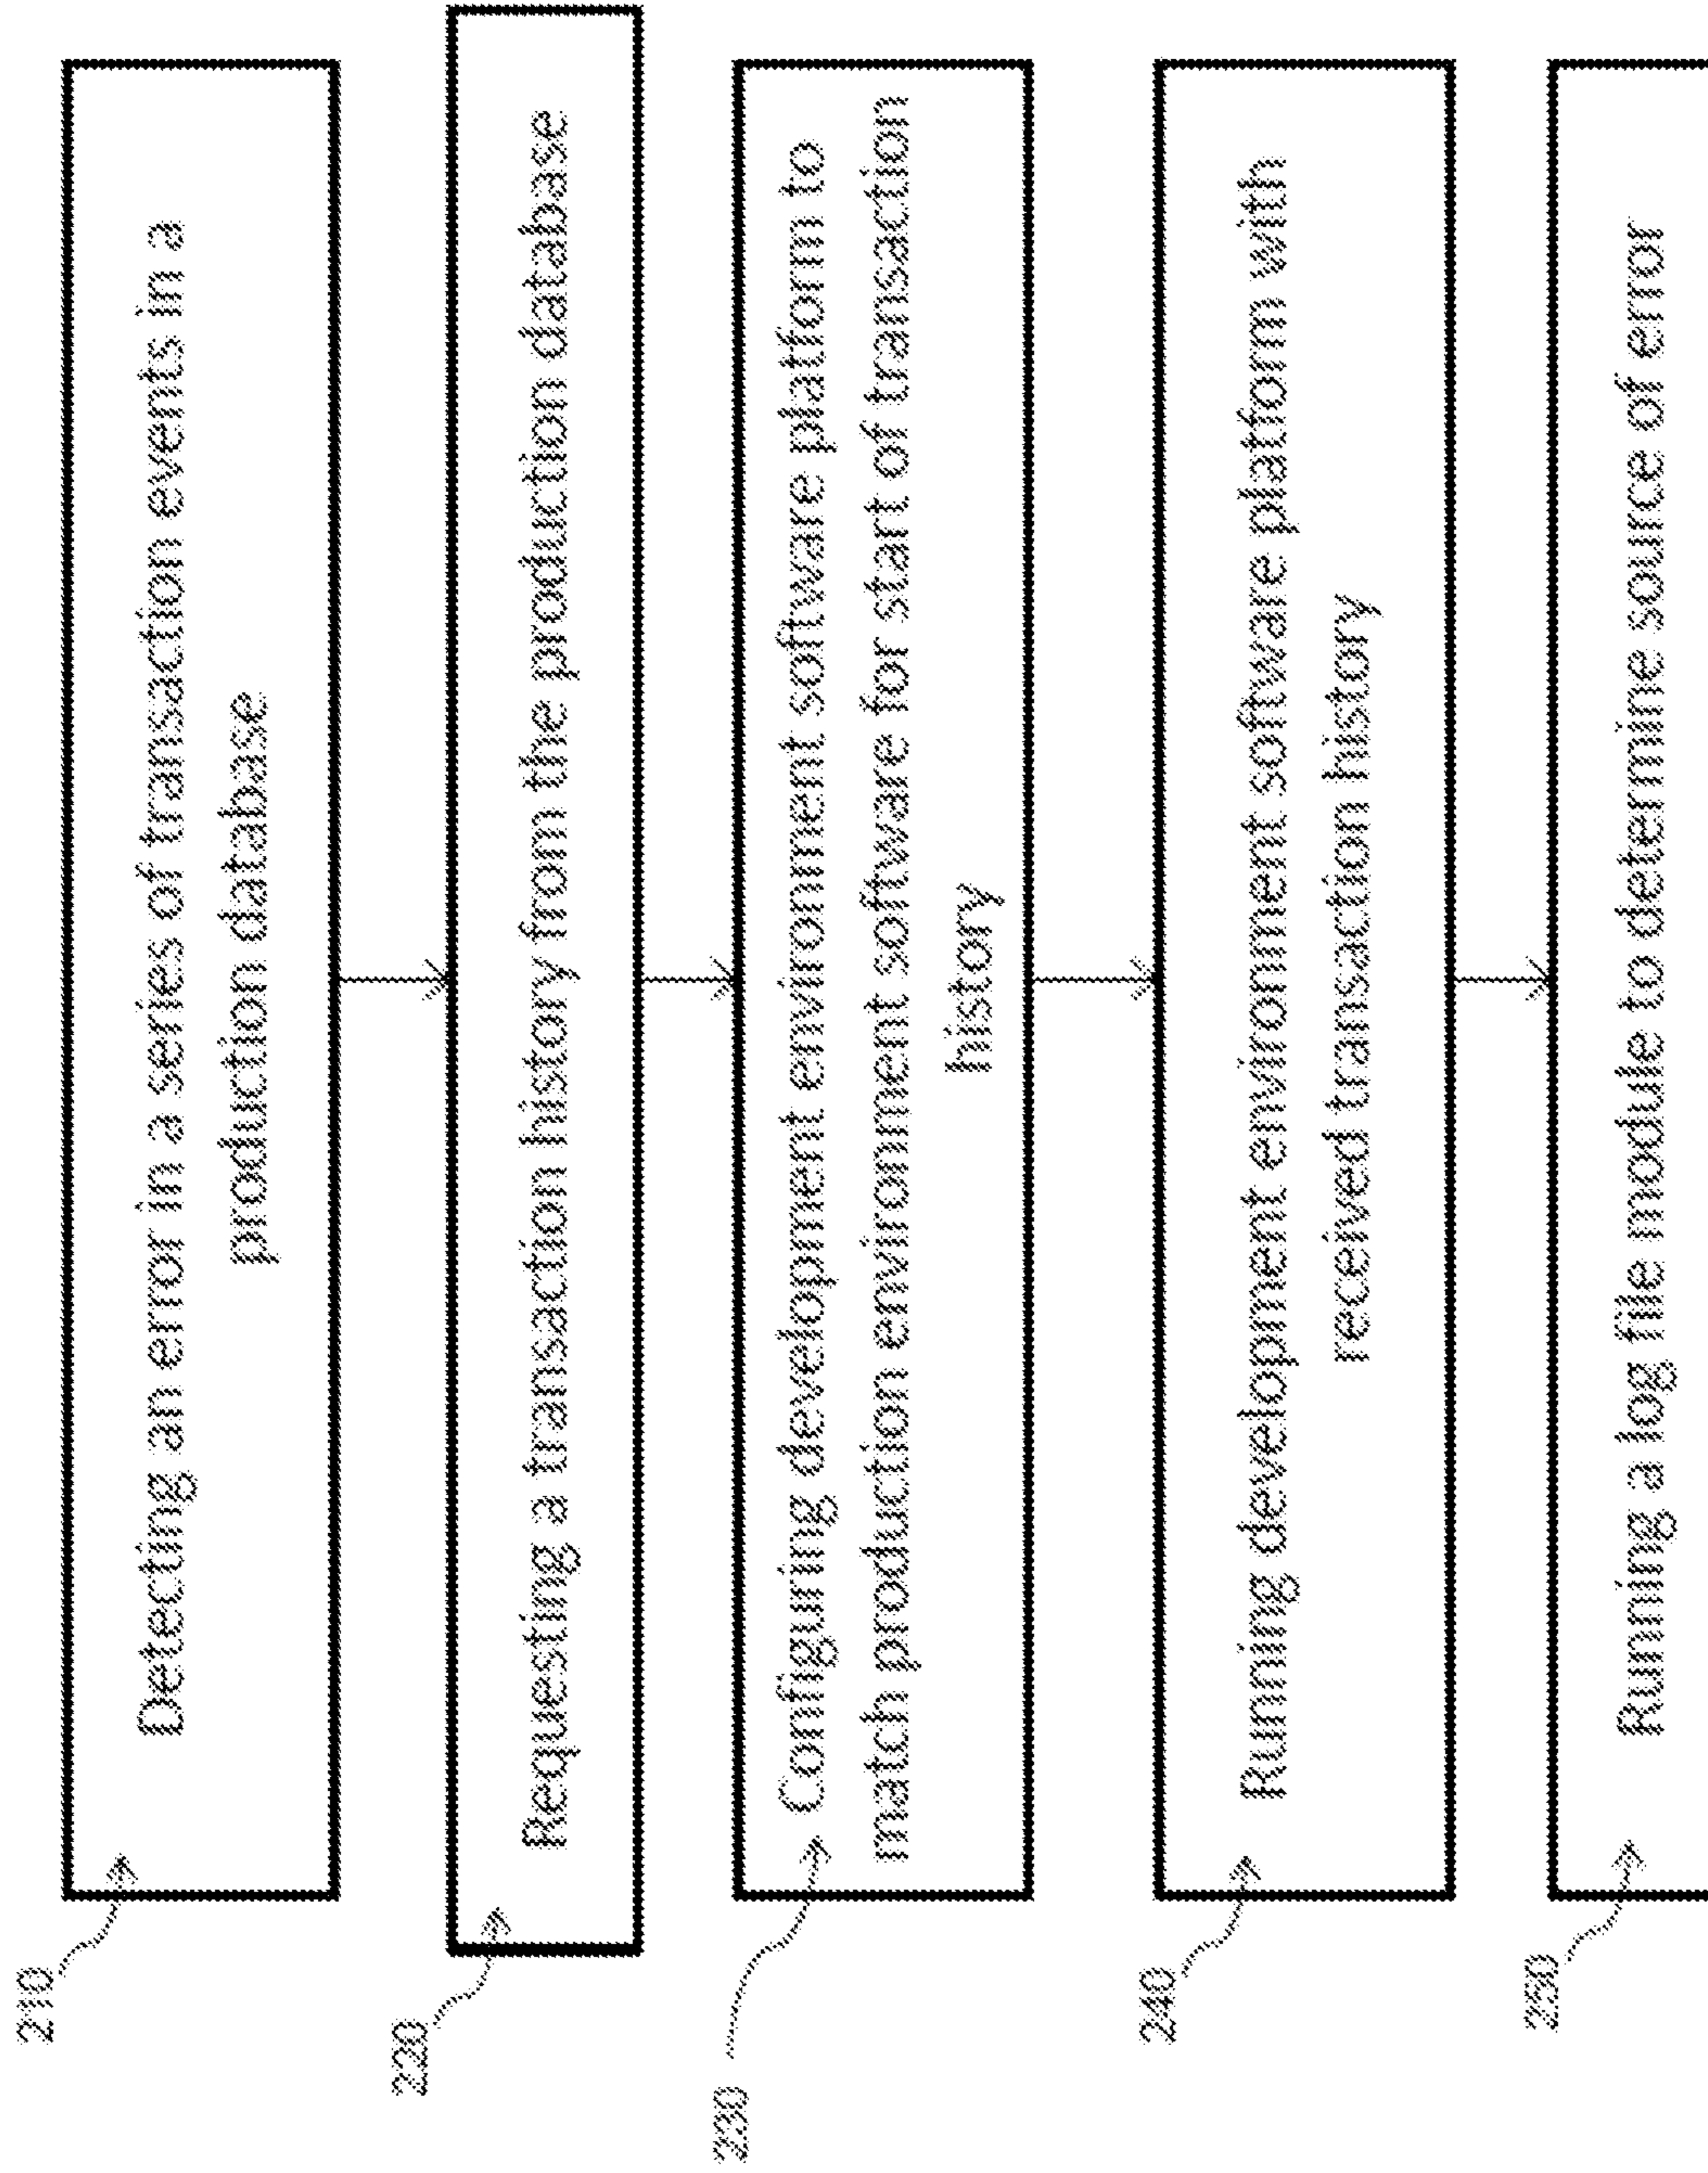 210
Detecting an error in a series of transaction events in a
production database
220
Requesting a transaction history from the production database
230
Configuring development environment software platform to
match production environment software for start of transaction
history
240
Running development environment software platform with
received transaction history
250
Running a log file module to determine source of error